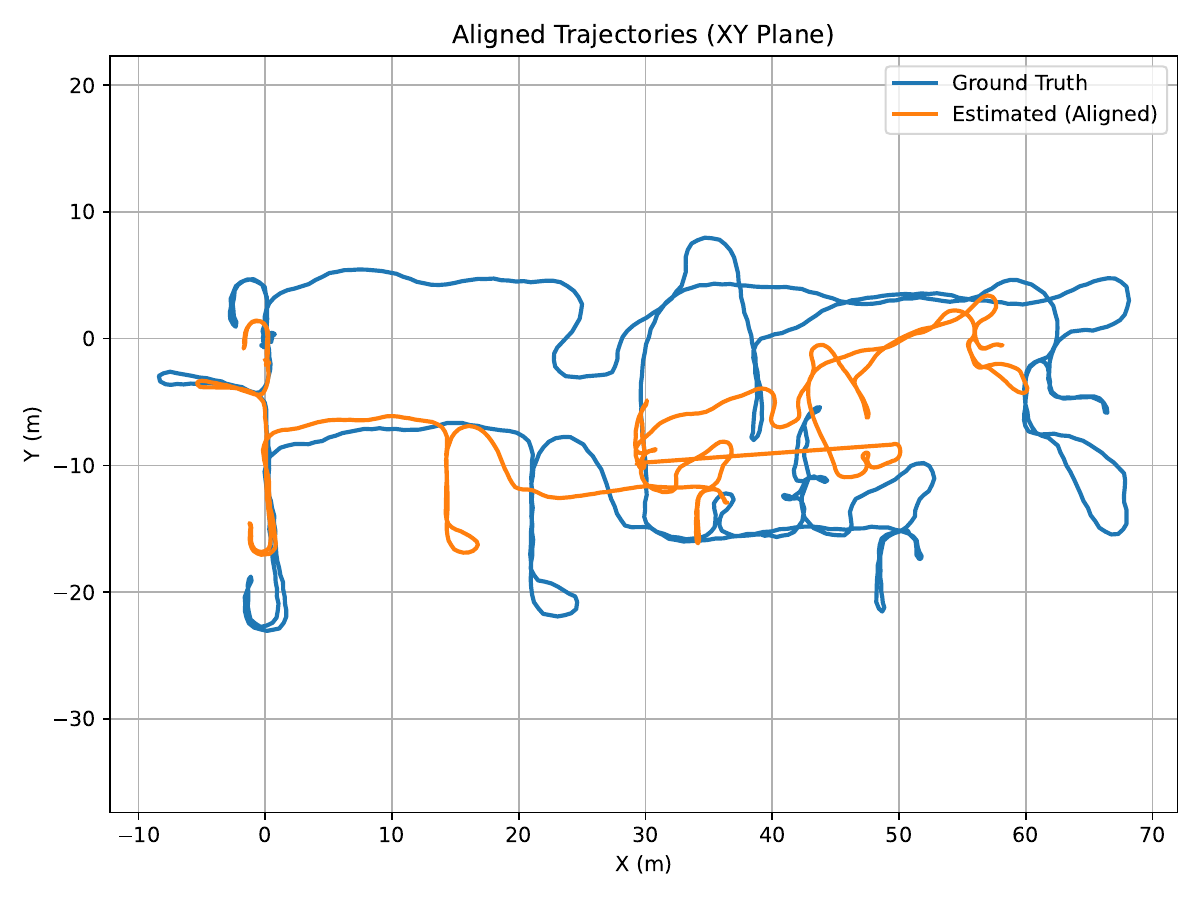 Aligned Trajectories (XY Plane)
Ground Truth
Estimated (Aligned)
20
10
0
−10
−20
−30
Y (m)
−10 0 10 20 30 40 50 60 70
X (m)